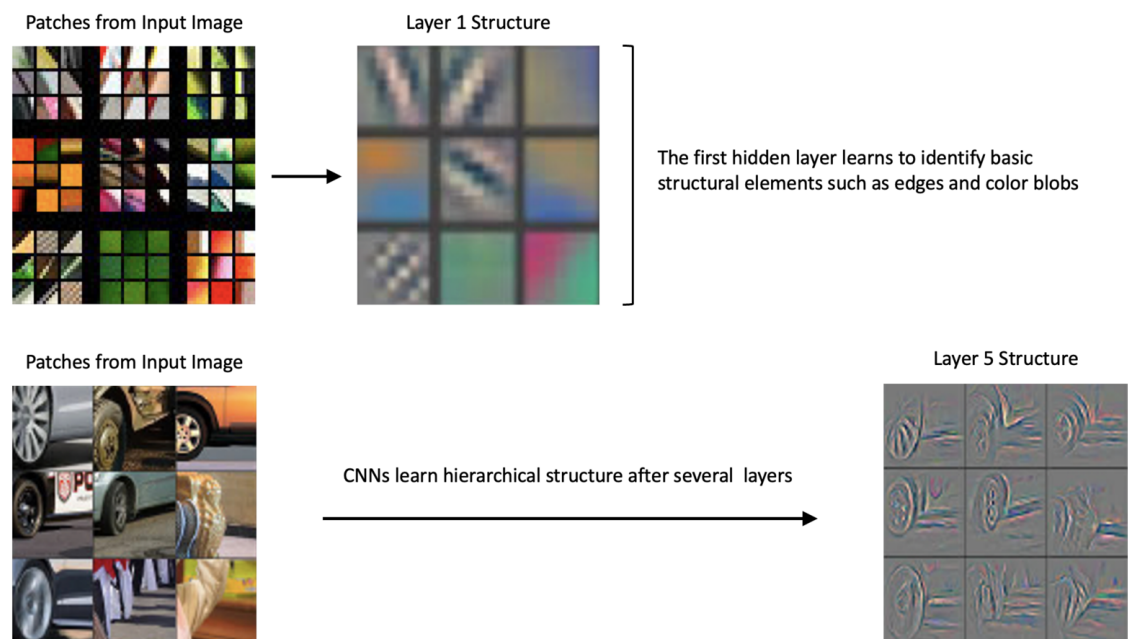 Patches from Input Image
Layer 1 Structure
The first hidden layer learns to identify basic
structural elements such as edges and color blobs
Patches from Input Image
Layer 5 Structure
CNNs learn hierarchical structure after several layers
PO